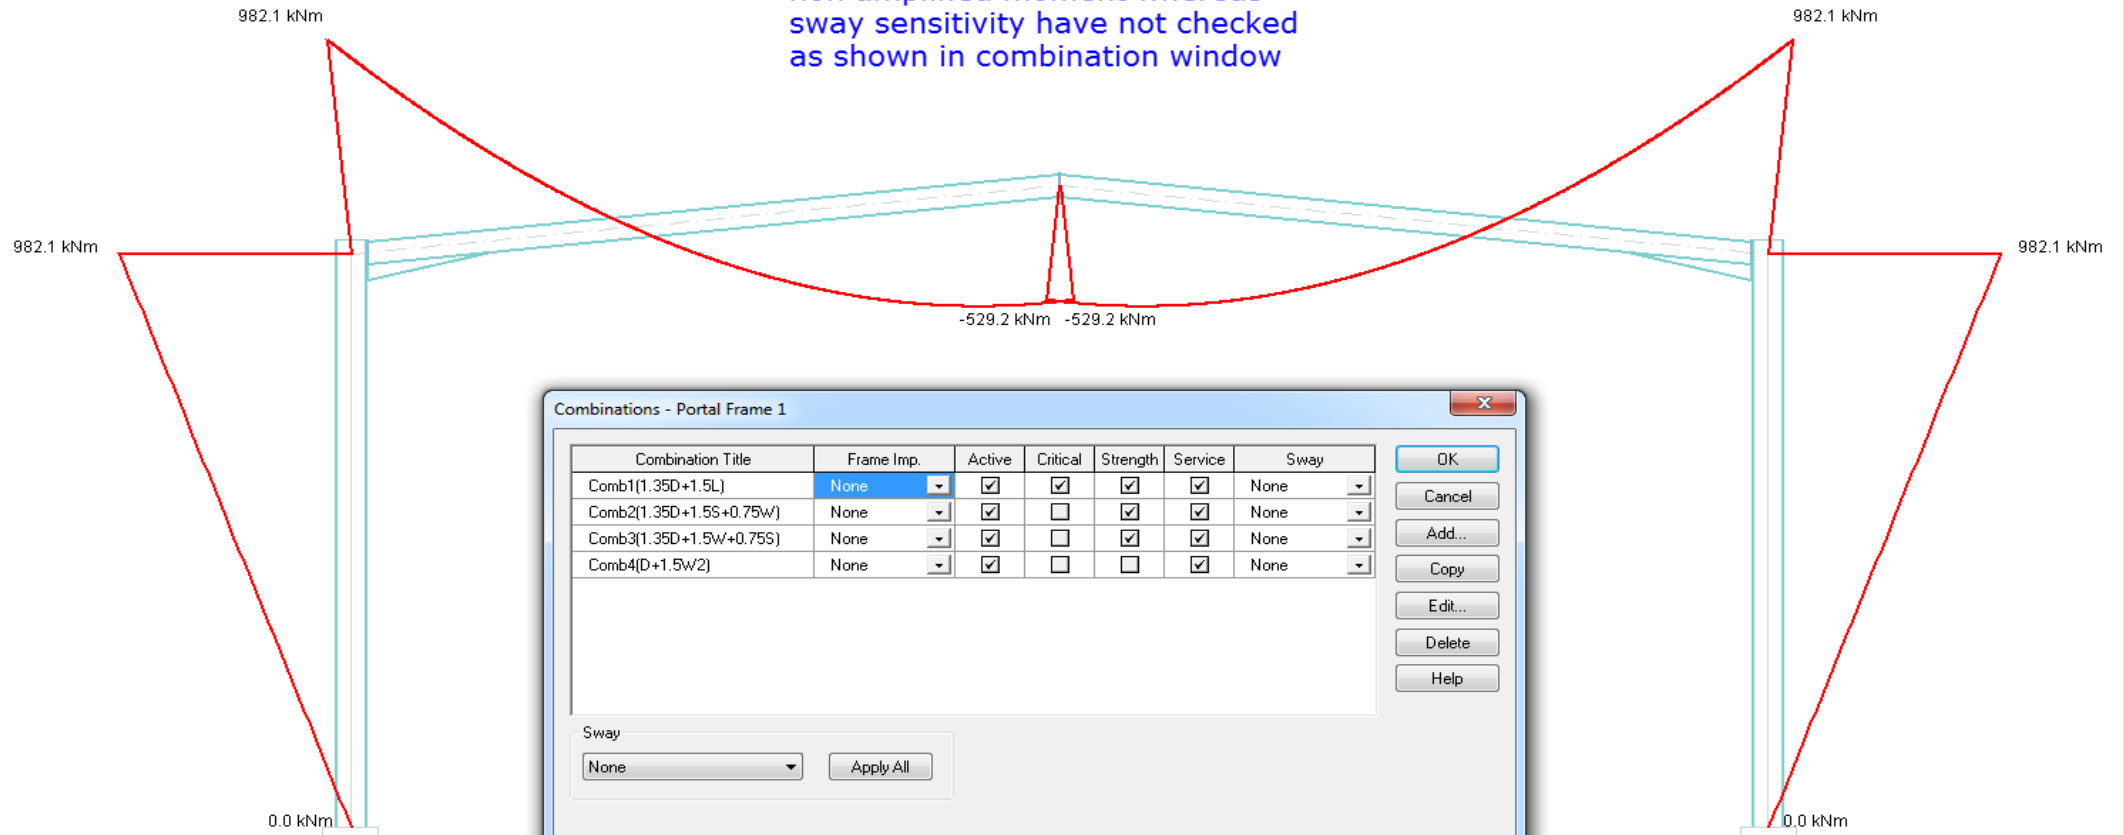 982.1 kNm
982.1 kNm
sway sensitivity have not checked
as shown in combination window
982.1 kNm
982.1 kNm
-529.2 kNm -529.2 kNm
Combinations - Portal Frame 1
Combination Title Frame Imp. Active Critical Strength Service Sway
OK
Comb1(1.35D+1.5L) None None
Cancel
Comb2(1.35D+1.5S+0.75W) None None
Comb3(1.35D+1.5W+0.75S) None None
Add...
Comb4(D+1.5W2) None None
Copy
Edit...
Delete
Help
Sway
None Apply All
0.0 kNm
0.0 kNm